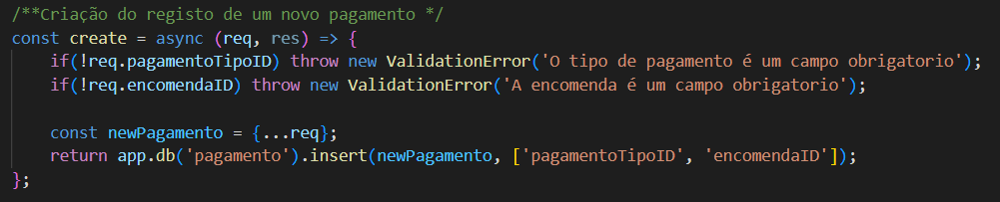 /**Criação do registo de um novo pagamento */
const create = async (req, res) => {
    if(!req.pagamentoTipoID) throw new ValidationError('O tipo de pagamento é um campo obrigatorio');
    if(!req.encomendaID) throw new ValidationError('A encomenda é um campo obrigatorio');
    const newPagamento = {...req};
    return app.db('pagamento').insert(newPagamento, ['pagamentoTipoID', 'encomendaID']);
};